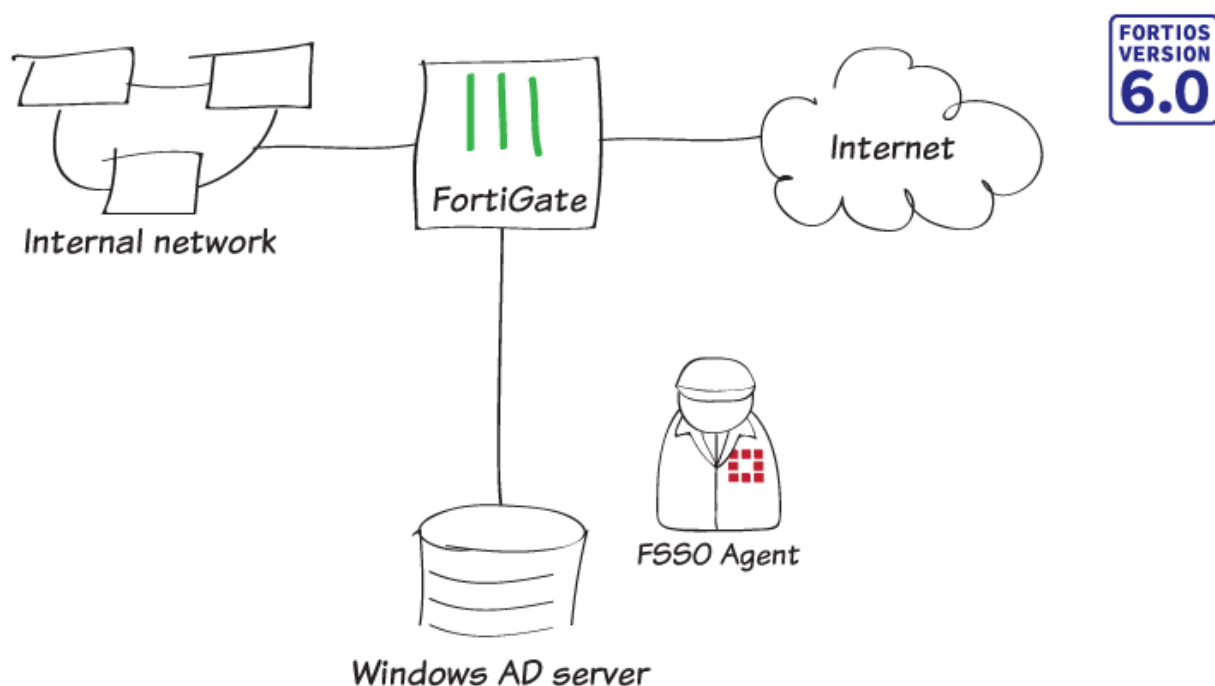 FORTIOS
VERSION
6.0
Internet
FortiGate
Internal network
FSSO Agent
Windows AD server